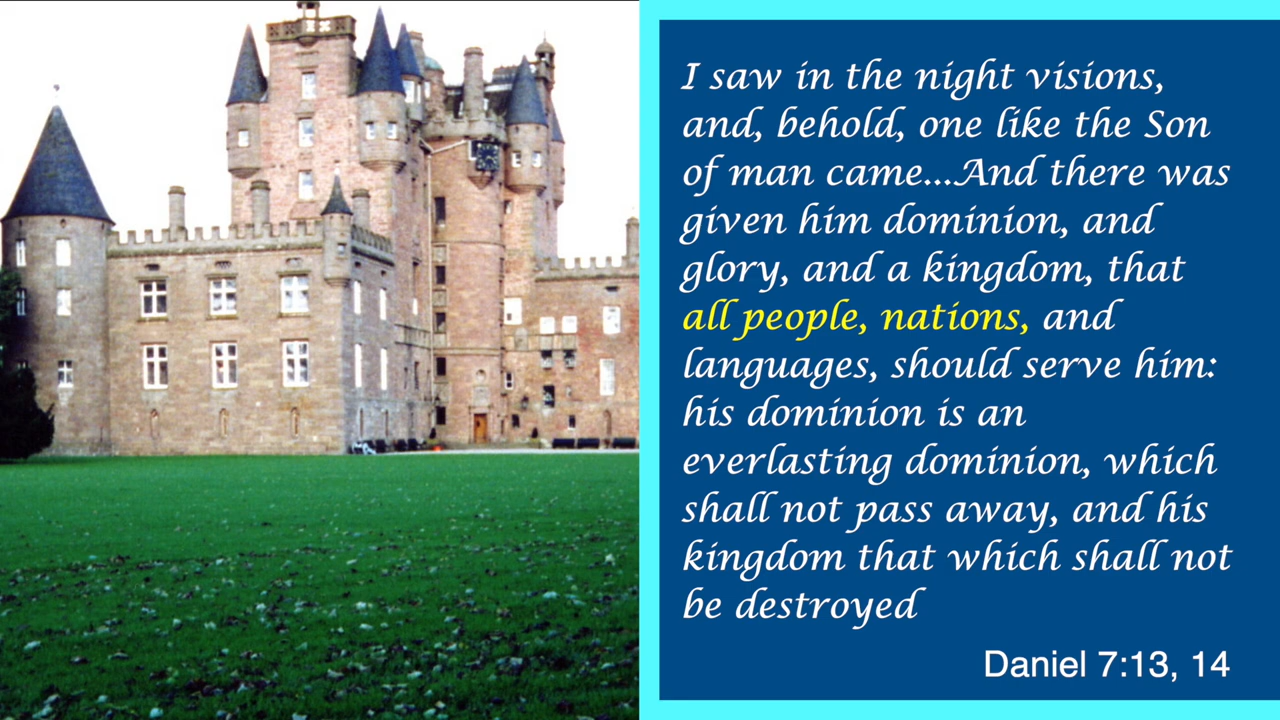 I saw in the night visions,
and, behold, one like the Son
of man came...And there was
given him dominion, and
glory, and a kingdom, that
all people, nations, and
languages, should serve him:
his dominion is an
everlasting dominion, which
shall not pass away, and his
kingdom that which shall not
be destroyed
Daniel 7:13, 14